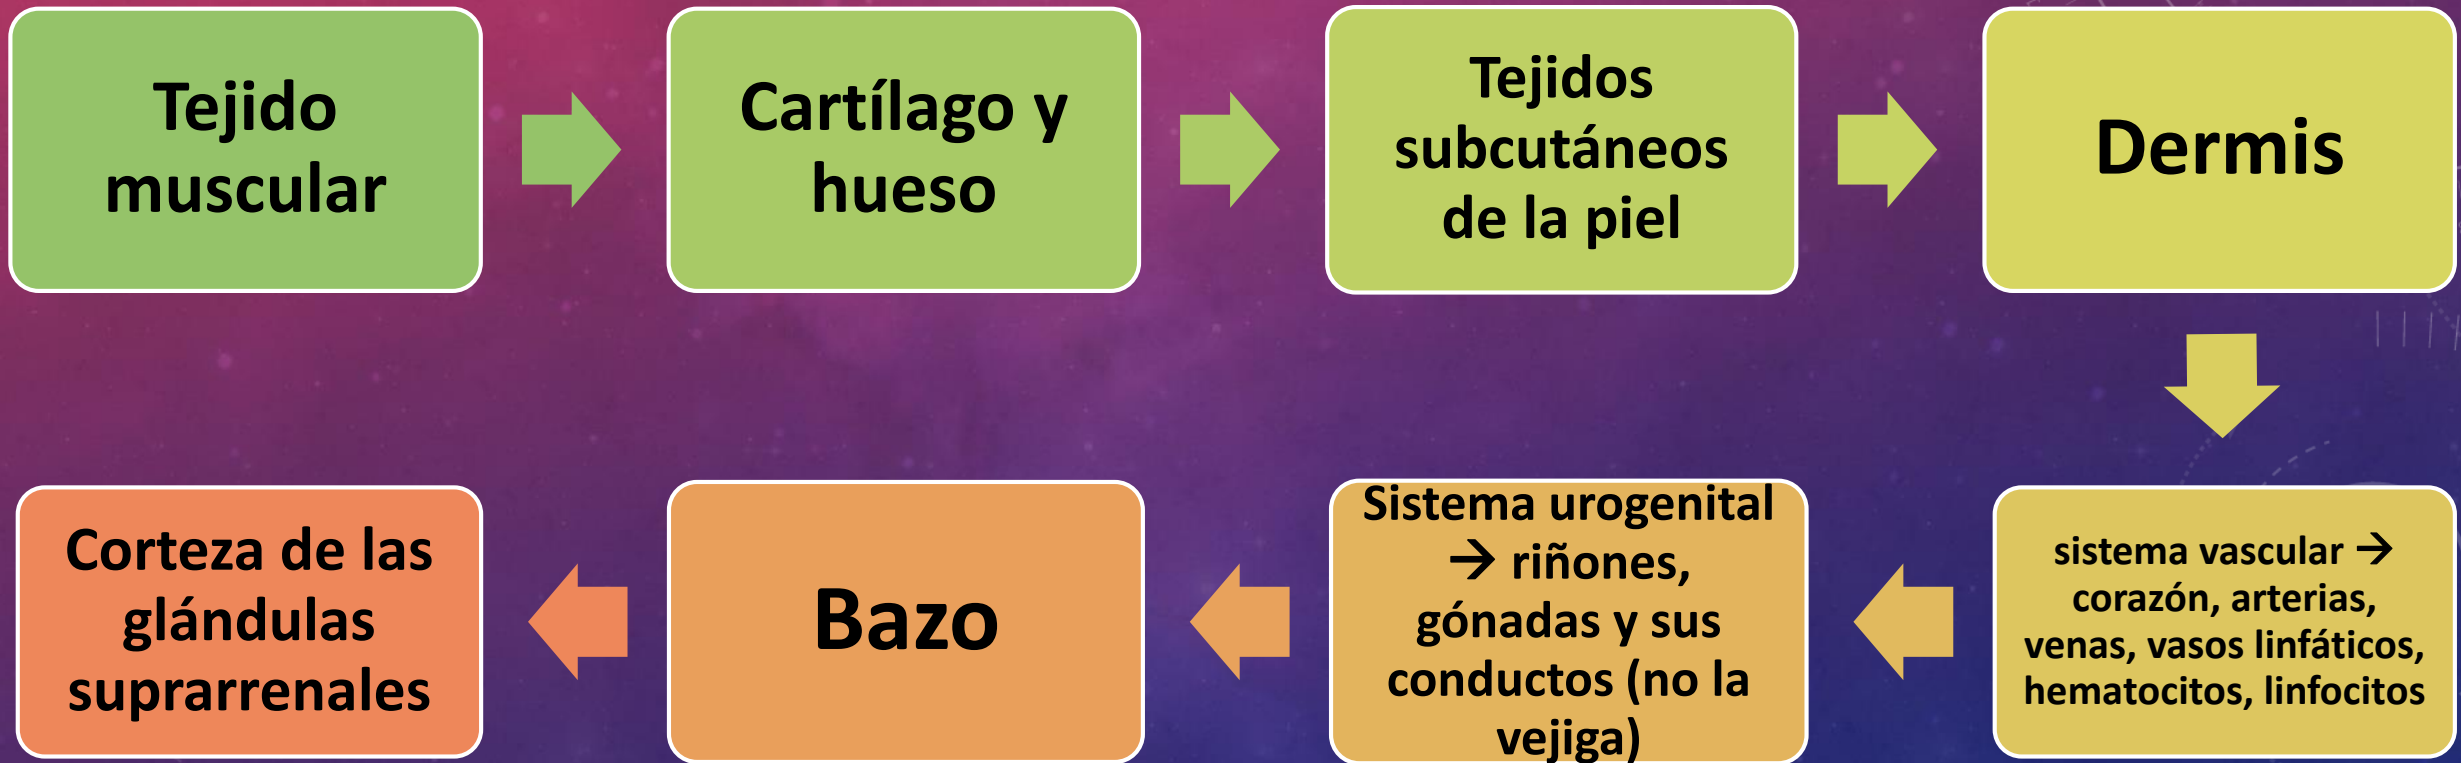 Tejido
muscular
Cartílago y
hueso
Tejidos
subcutáneos
de la piel
Dermis
sistema vascular →
corazón, arterias,
venas, vasos linfáticos,
hematocitos, linfocitos
Sistema urogenital
→ riñones,
gónadas y sus
conductos (no la
vejiga)
Bazo
Corteza de las
glándulas
suprarrenales